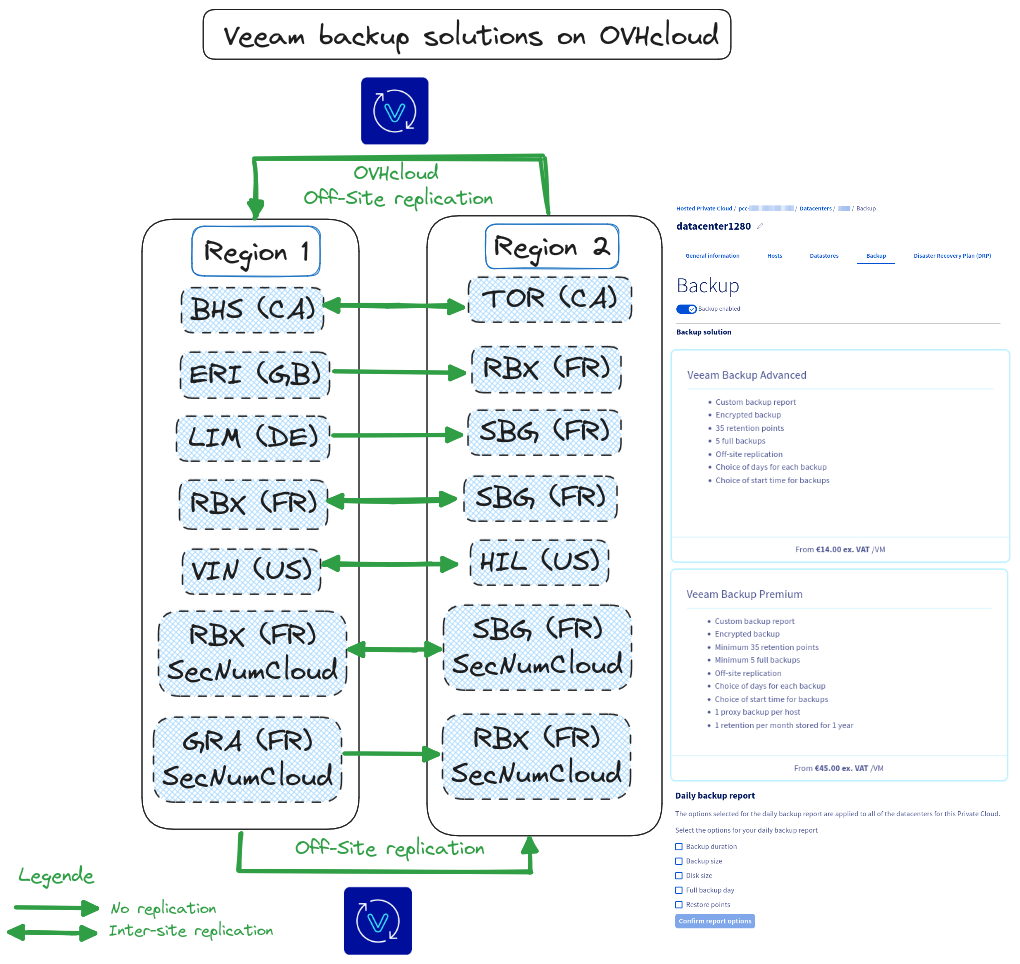 Veeam backup solutions on OVHcloud
OVHcloud
Off-Site replication
Region 1
Region 2
BHS (CA)
TOR (CA)
ERI (GB)
RBX (FR)
LIM (DE)
SBG (FR)
RBX (FR)
SBG (FR)
VIN (US)
HIL (US)
RBX (FR)
SecNumCloud
SBG (FR)
SecNumCloud
GRA (FR)
SecNumCloud
RBX (FR)
SecNumCloud
Off-Site replication
Legende
No replication
Inter-site replication
Hosted Private Cloud / pcc- / Datacenters / / Backup
datacenter1280
General information Hosts Datastores Backup Disaster Recovery Plan (DRP)
Backup
Backup enabled
Backup solution
Veeam Backup Advanced
• Custom backup report
• Encrypted backup
• 35 retention points
• 5 full backups
• Off-site replication
• Choice of days for each backup
• Choice of start time for backups
From €14.00 ex. VAT /VM
Veeam Backup Premium
• Custom backup report
• Encrypted backup
• Minimum 35 retention points
• Minimum 5 full backups
• Off-site replication
• Choice of days for each backup
• Choice of start time for backups
• 1 proxy backup per host
• 1 retention per month stored for 1 year
From €45.00 ex. VAT /VM
Daily backup report
The options selected for the daily backup report are applied to all of the datacenters for this Private Cloud.
Select the options for your daily backup report
Backup duration
Backup size
Disk size
Full backup day
Restore points
Confirm report options